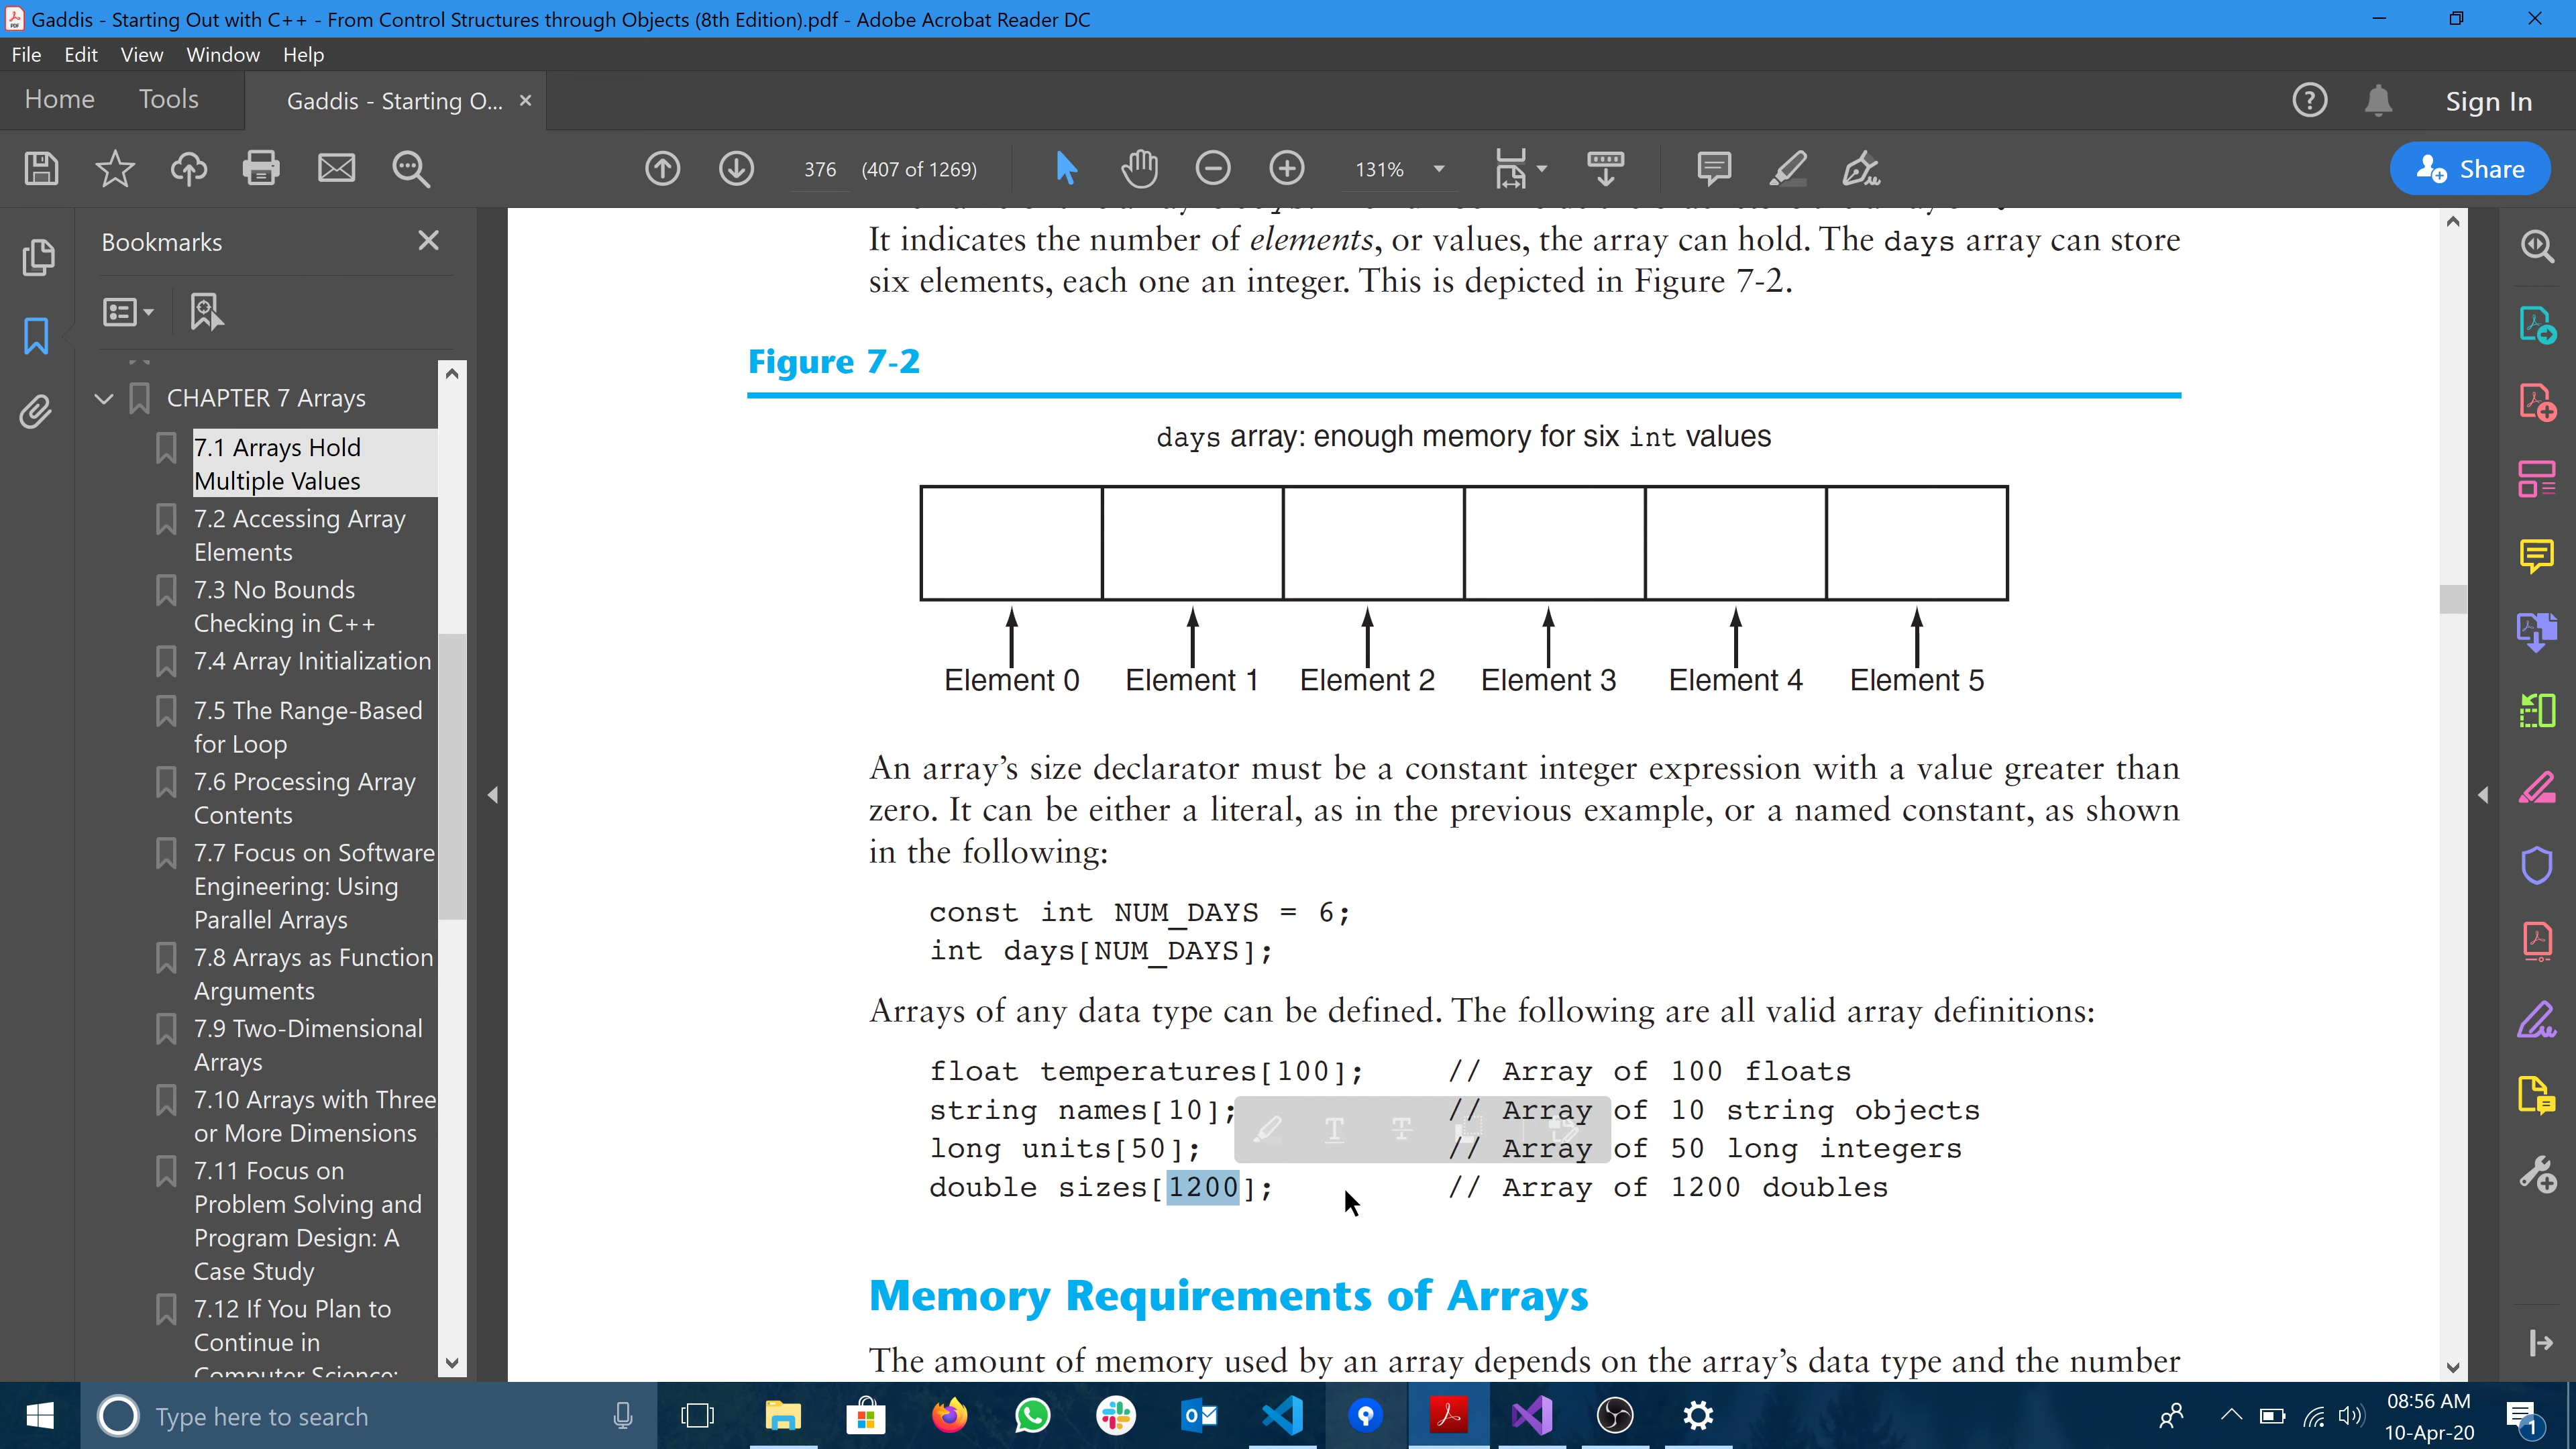 Gaddis - Starting Out with C++ - From Control Structures through Objects (8th Edition).pdf - Adobe Acrobat Reader DC
File Edit View Window Help
Home Tools Gaddis - Starting O... Sign In
376 (407 of 1269) 131% Share
Bookmarks
CHAPTER 7 Arrays
7.1 Arrays Hold
Multiple Values
7.2 Accessing Array
Elements
7.3 No Bounds
Checking in C++
7.4 Array Initialization
7.5 The Range-Based
for Loop
7.6 Processing Array
Contents
7.7 Focus on Software
Engineering: Using
Parallel Arrays
7.8 Arrays as Function
Arguments
7.9 Two-Dimensional
Arrays
7.10 Arrays with Three
or More Dimensions
7.11 Focus on
Problem Solving and
Program Design: A
Case Study
7.12 If You Plan to
Continue in
Computer Science:
It indicates the number of elements, or values, the array can hold. The days array can store
six elements, each one an integer. This is depicted in Figure 7-2.
Figure 7-2
days array: enough memory for six int values
Element 0 Element 1 Element 2 Element 3 Element 4 Element 5
An array's size declarator must be a constant integer expression with a value greater than
zero. It can be either a literal, as in the previous example, or a named constant, as shown
in the following:
const int NUM_DAYS = 6;
int days[NUM_DAYS];
Arrays of any data type can be defined. The following are all valid array definitions:
float temperatures[100]; // Array of 100 floats
string names[10]; // Array of 10 string objects
long units[50]; // Array of 50 long integers
double sizes[1200]; // Array of 1200 doubles
Memory Requirements of Arrays
The amount of memory used by an array depends on the array's data type and the number
Type here to search
08:56 AM
10-Apr-20
1